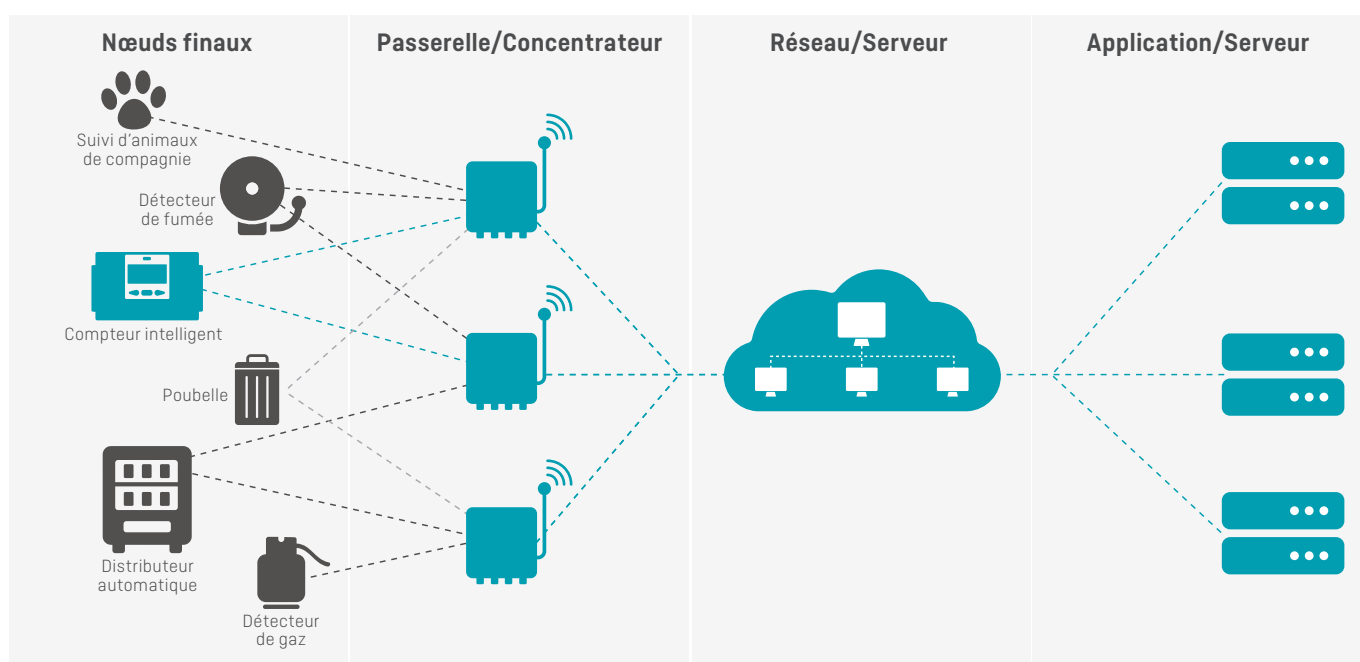 Nœuds finaux
Passerelle/Concentrateur
Réseau/Serveur
Application/Serveur
Suivi d'animaux
de compagnie
Détecteur
de fumée
Compteur intelligent
Poubelle
Distributeur
automatique
Détecteur
de gaz